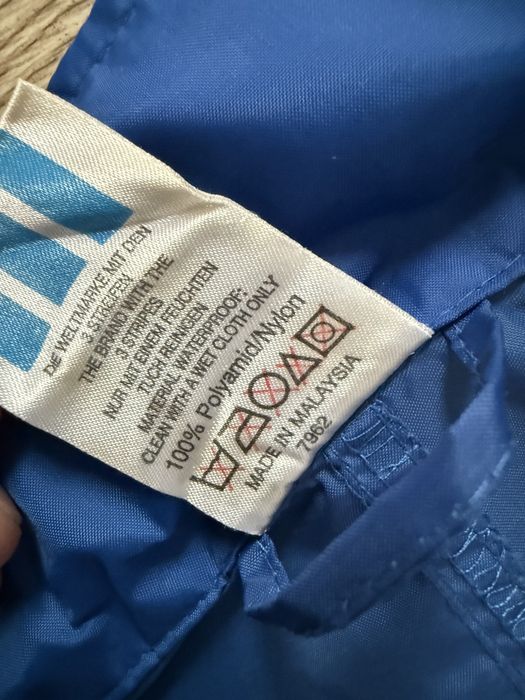 DIE WELTMARKE MIT DEN
3 STREIFEN
THE BRAND WITH THE
3 STRIPES
NUR MIT EINEM FEUCHTEN
TUCH REINIGEN
MATERIAL WATERPROOF:
CLEAN WITH A WET CLOTH ONLY
100% Polyamid/Nylon
MADE IN MALAYSIA
7962